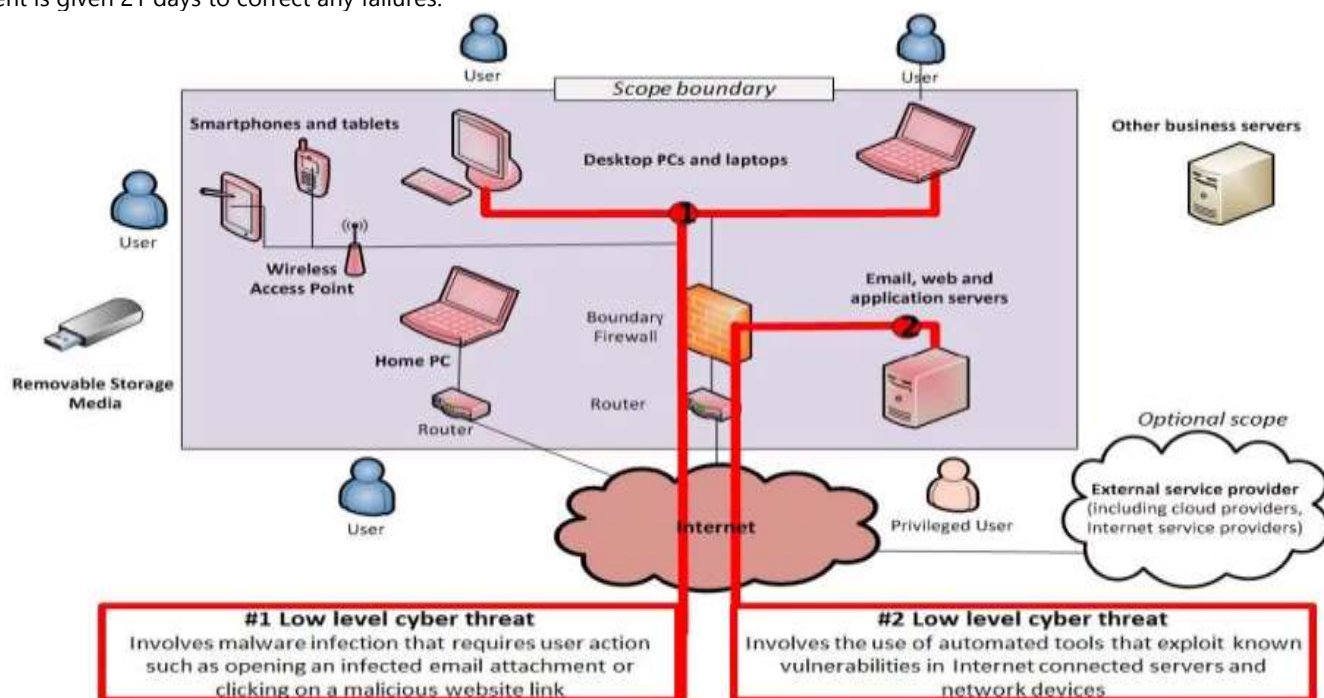 ent is given 21 days to correct any failures.
User
User
Scope boundary
Smartphones and tablets
Desktop PCs and laptops
Other business servers
User
Wireless
Access Point
Email, web and
application servers
Boundary
Firewall
Home PC
Removable Storage
Media
Router
Router
Optional scope
External service provider
(including cloud providers,
Internet service providers)
User
Internet
Privileged User
1
2
#1 Low level cyber threat
Involves malware infection that requires user action
such as opening an infected email attachment or
clicking on a malicious website link
#2 Low level cyber threat
Involves the use of automated tools that exploit known
vulnerabilities in Internet connected servers and
network devices